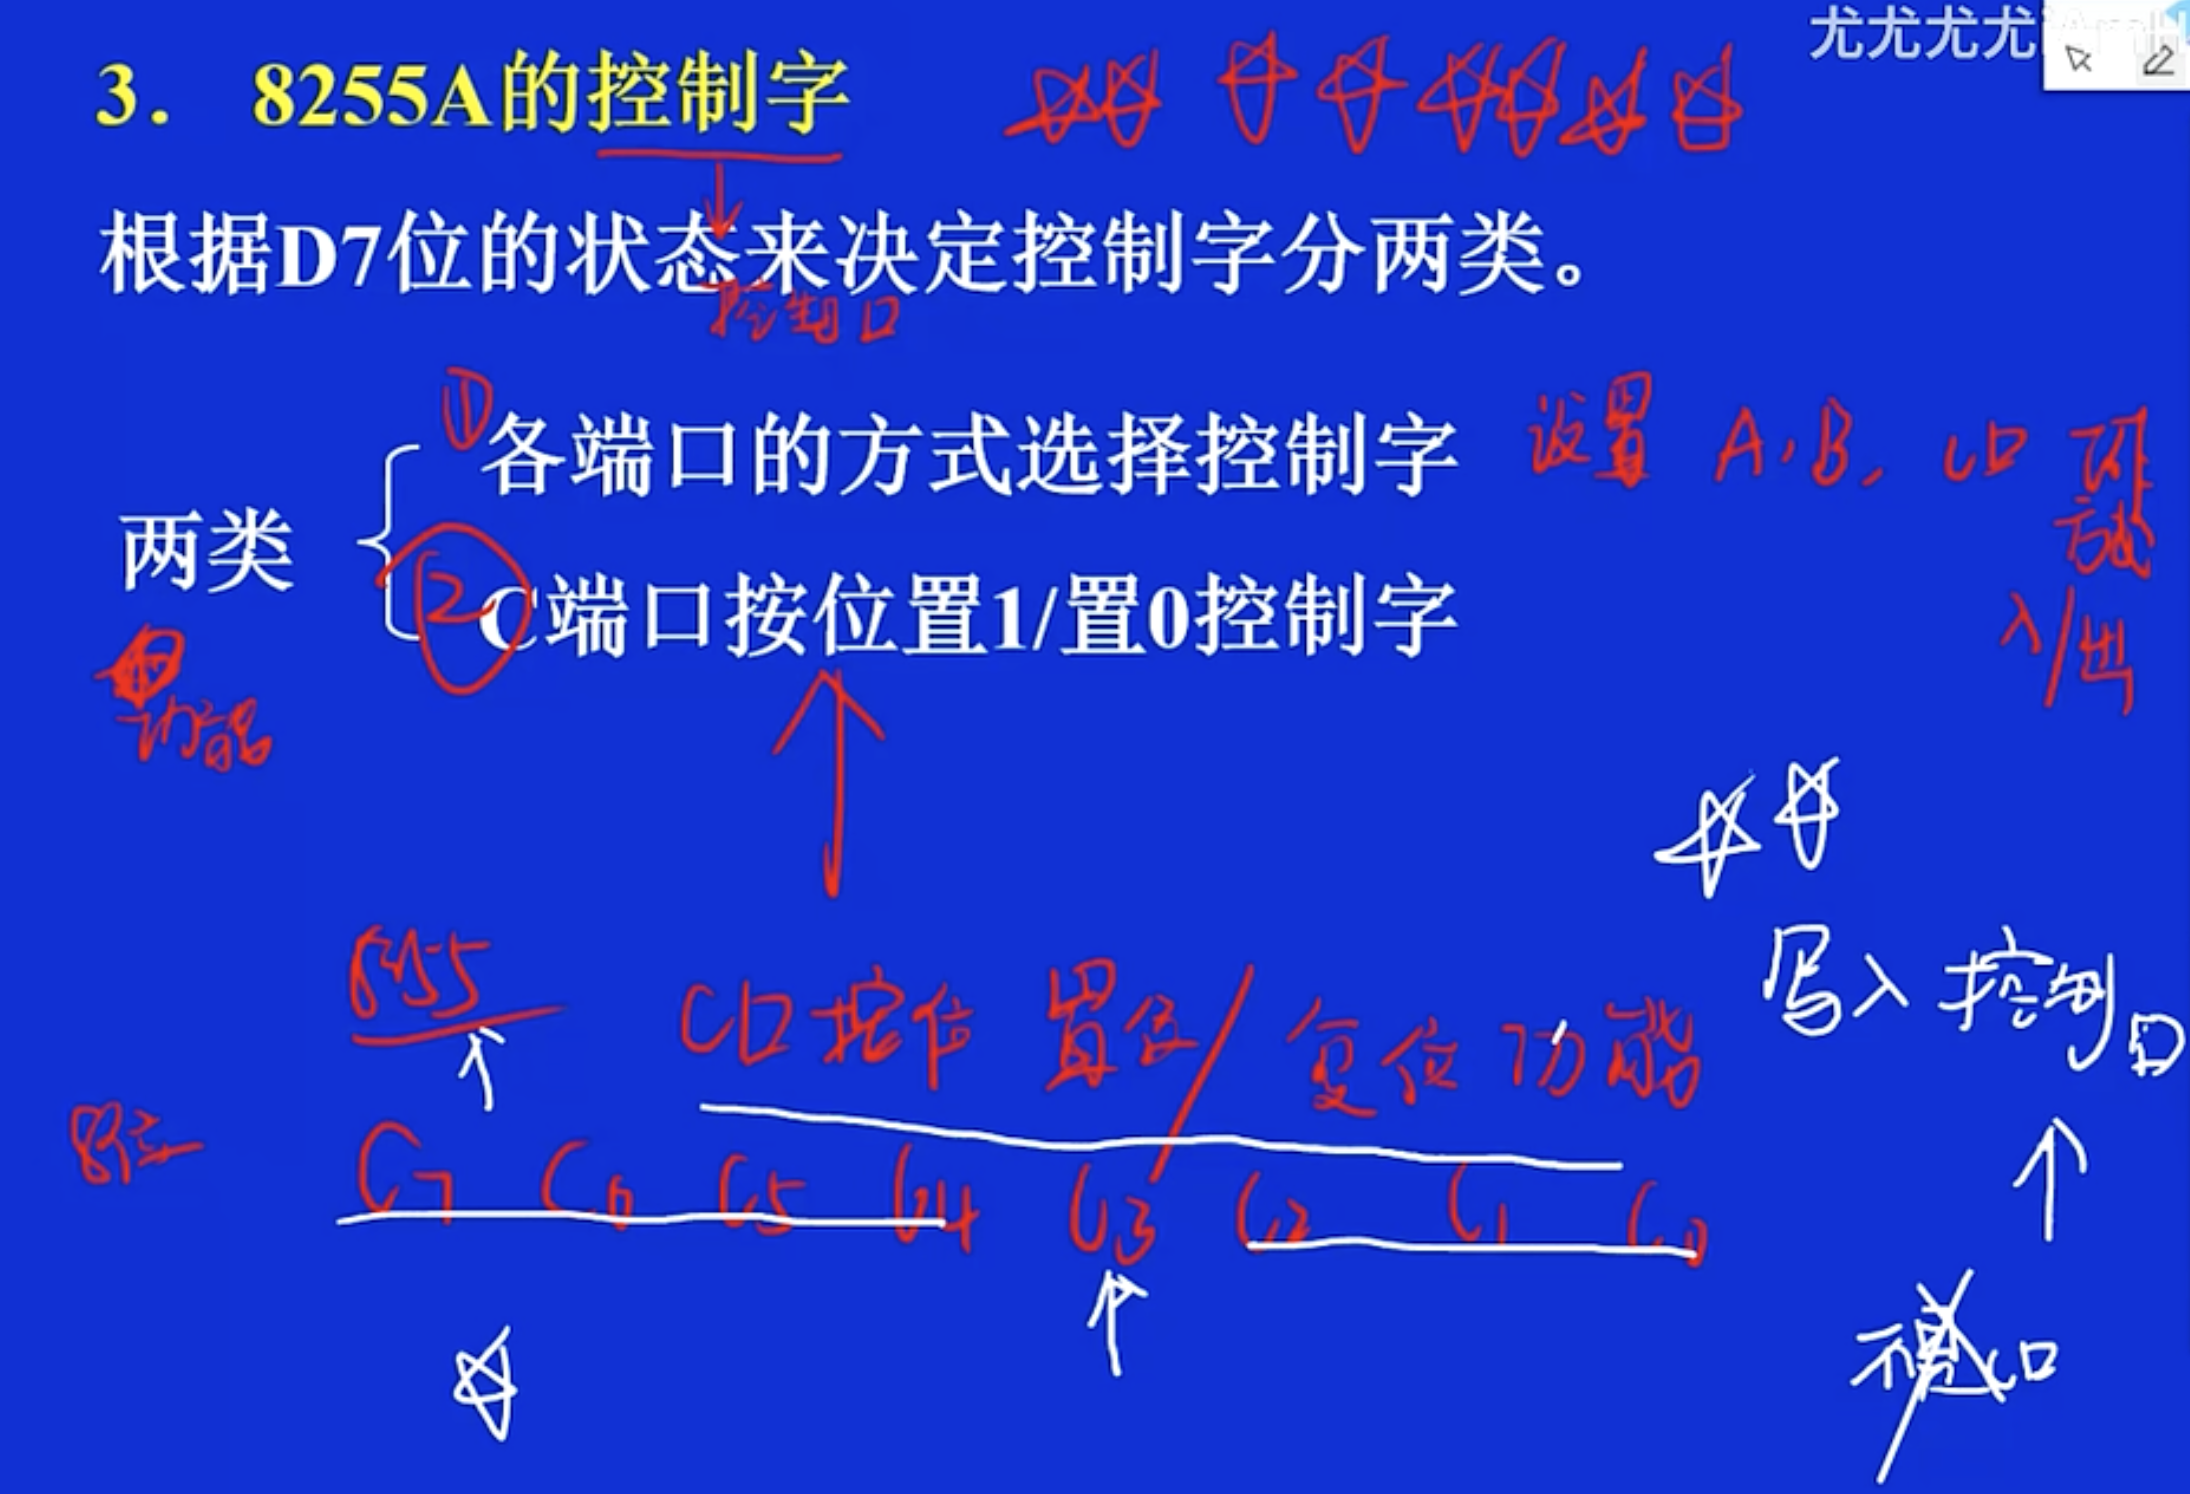 尤尤尤尤
3. 8255A的控制字
根据D7位的状态来决定控制字分两类。
控制口
① 各端口的方式选择控制字 设置 A,B,C口 的
方式
入/出
两类
② C端口按位置1/置0控制字
功能
8255 C口按位 置位/复位功能
写入控制口
8位 C7 C6 C5 C4 C3 C2 C1 C0
C口